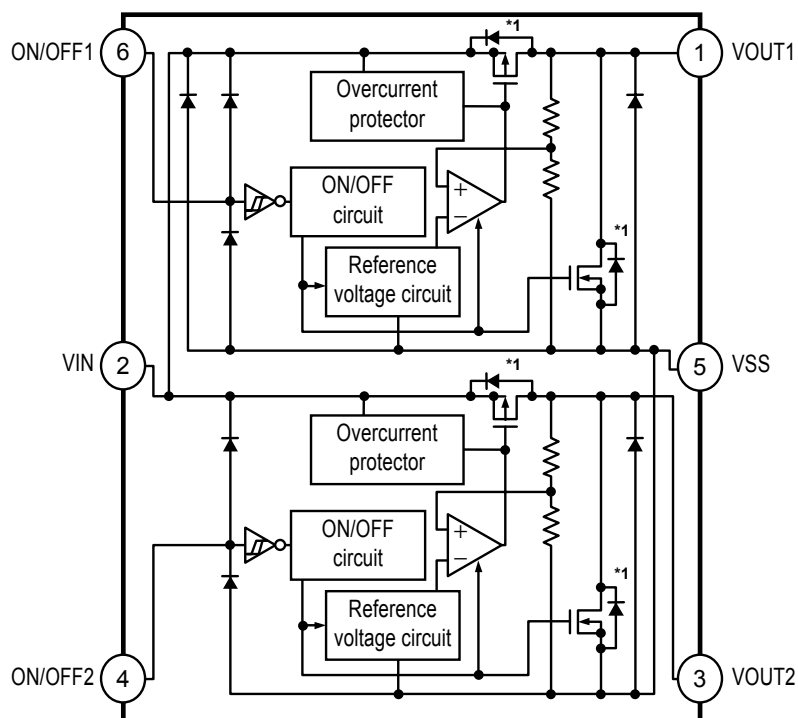 ON/OFF1
6
*1
1
VOUT1
Overcurrent
protector
ON/OFF
circuit
+
−
*1
Reference
voltage circuit
VIN
2
5
VSS
*1
Overcurrent
protector
ON/OFF
circuit
+
−
*1
Reference
voltage circuit
ON/OFF2
4
3
VOUT2